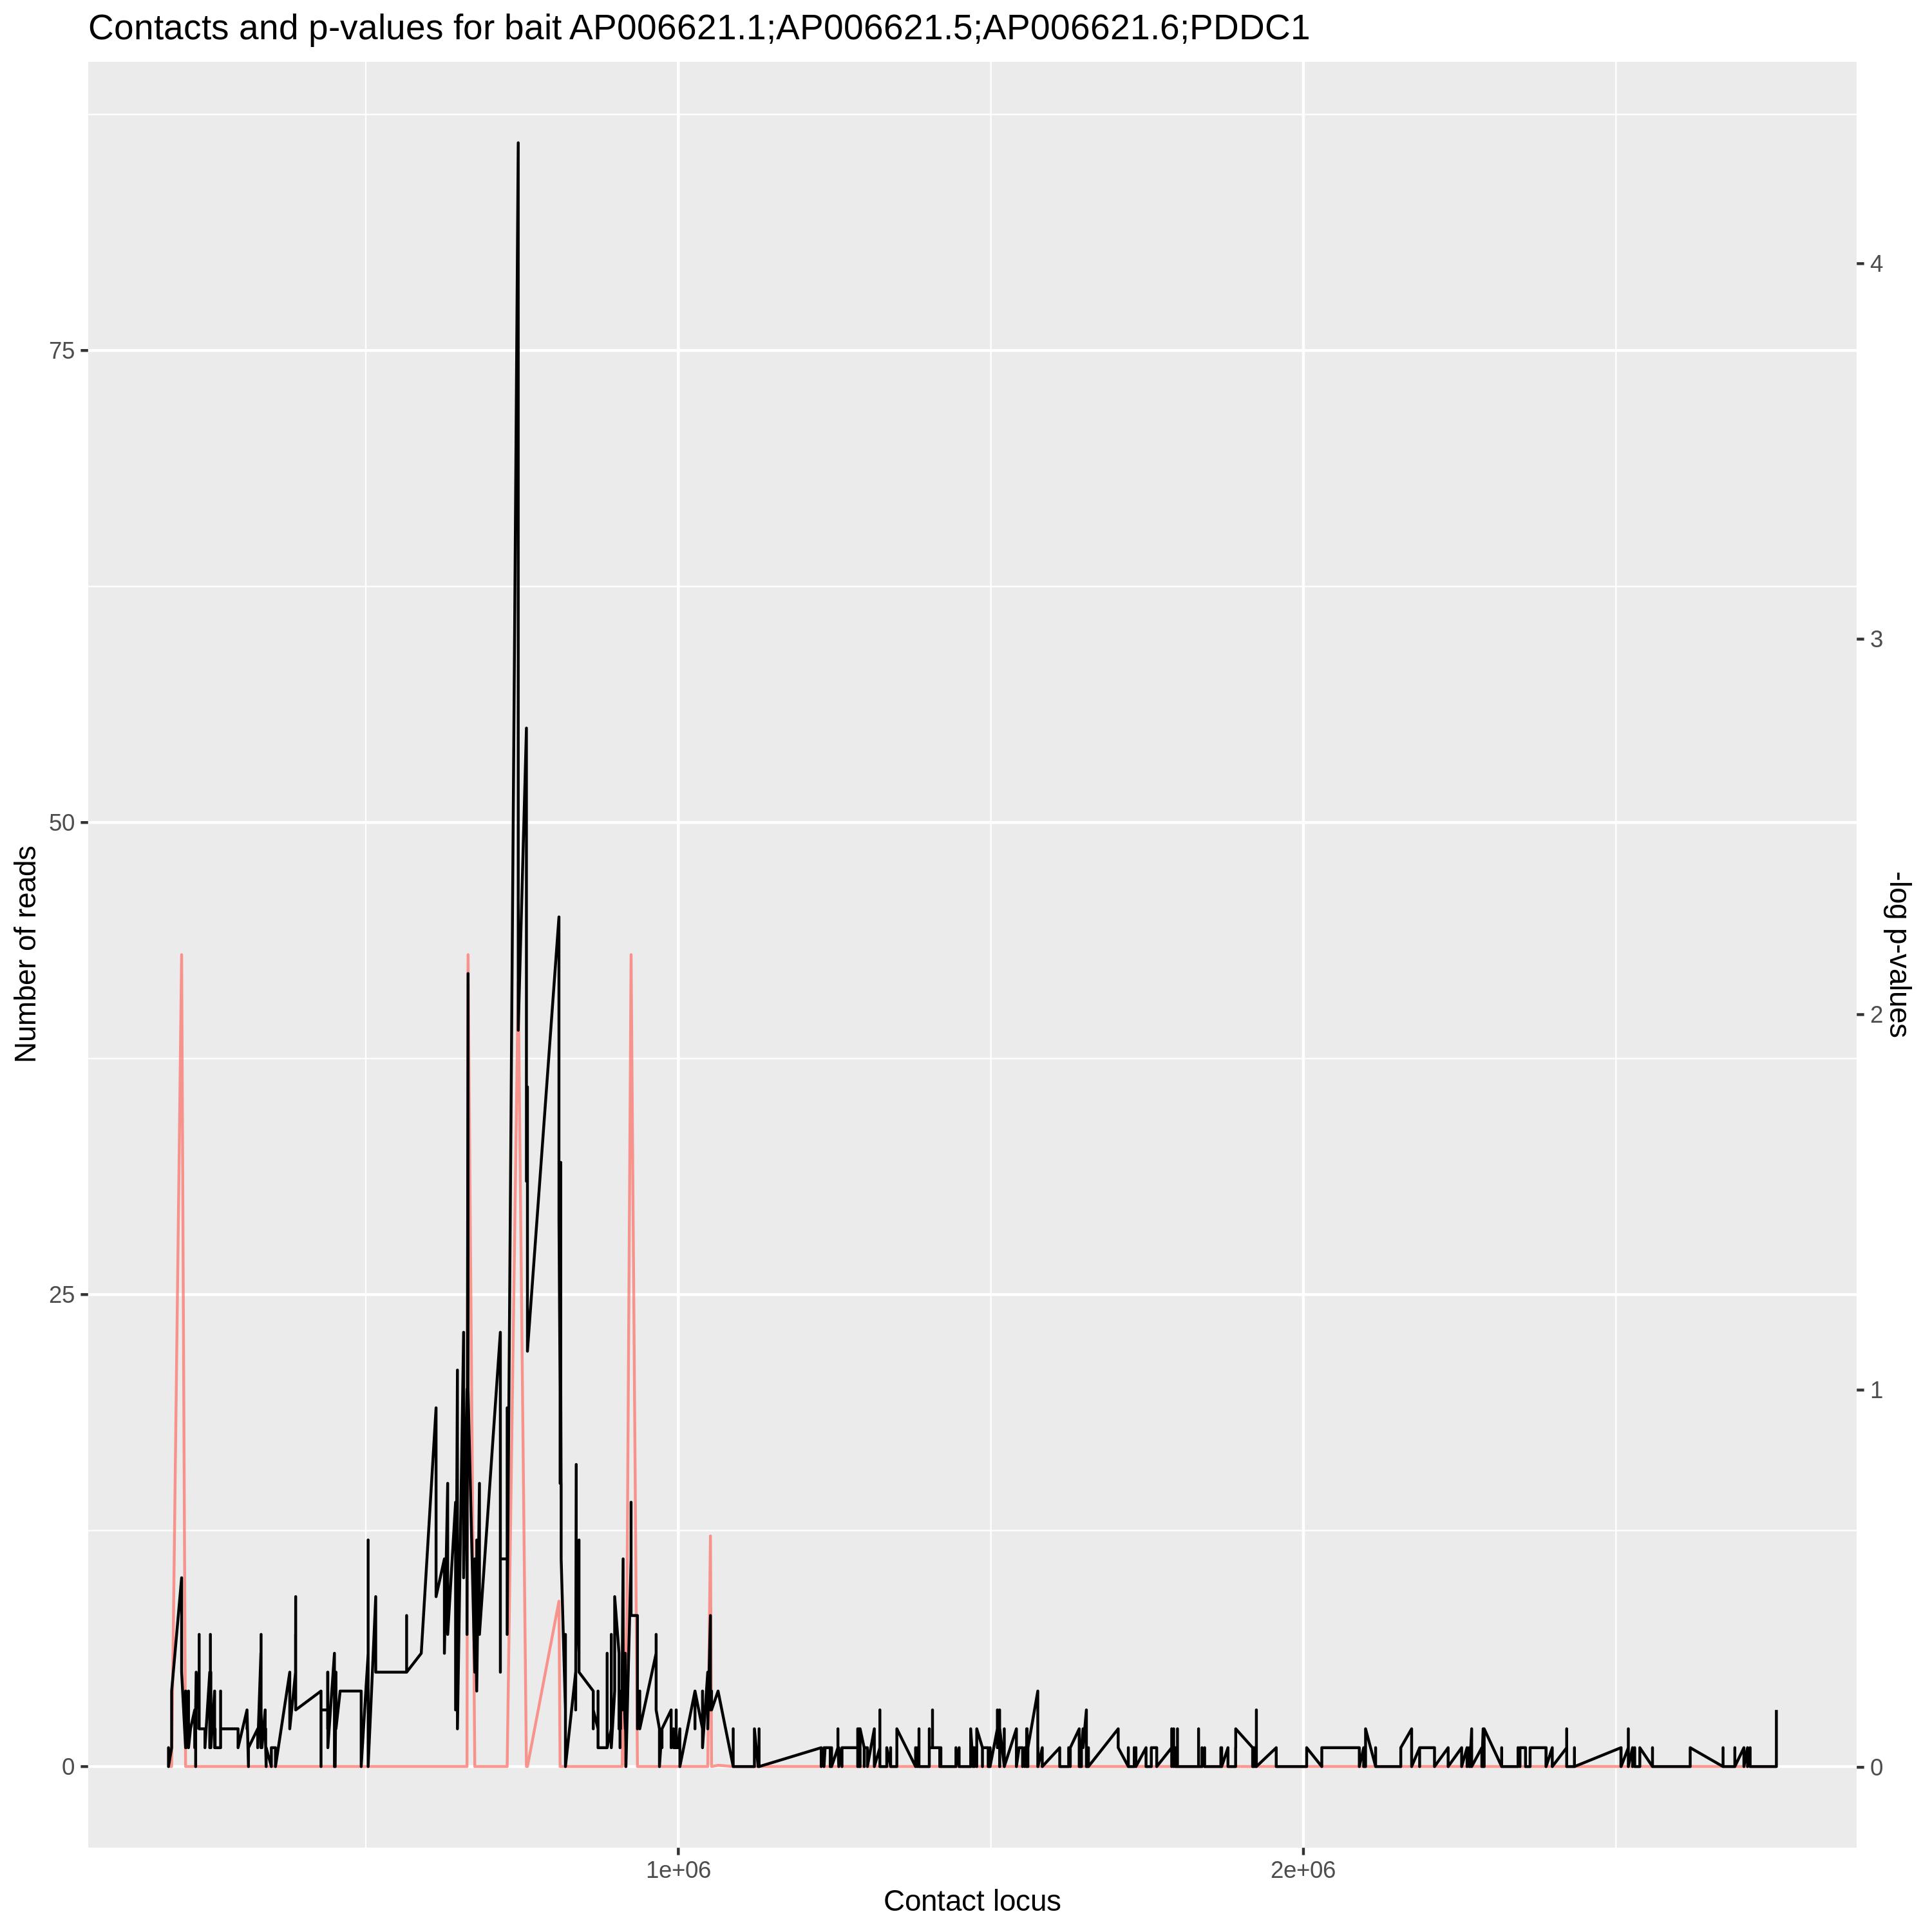 Contacts and p-values for bait AP006621.1;AP006621.5;AP006621.6;PDDC1
Number of reads
75
50
25
0
4
3
2
1
0
-log p-values
1e+06
2e+06
Contact locus